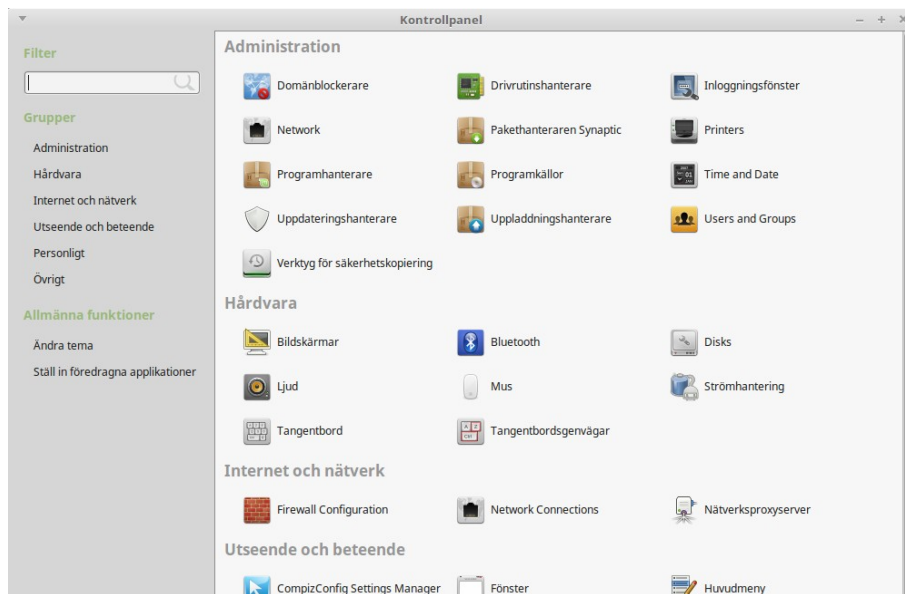 Kontrollpanel
Filter
Grupper
Administration
Hårdvara
Internet och nätverk
Utseende och beteende
Personligt
Övrigt
Allmänna funktioner
Ändra tema
Ställ in föredragna applikationer
Administration
Domänblockerare
Drivrutinshanterare
Inloggningsfönster
Network
Pakethanteraren Synaptic
Printers
Programhanterare
Programkällor
Time and Date
Uppdateringshanterare
Uppladdningshanterare
Users and Groups
Verktyg för säkerhetskopiering
Hårdvara
Bildskärmar
Bluetooth
Disks
Ljud
Mus
Strömhantering
Tangentbord
Tangentbordsgenvägar
Internet och nätverk
Firewall Configuration
Network Connections
Nätverksproxyserver
Utseende och beteende
CompizConfig Settings Manager
Fönster
Huvudmeny